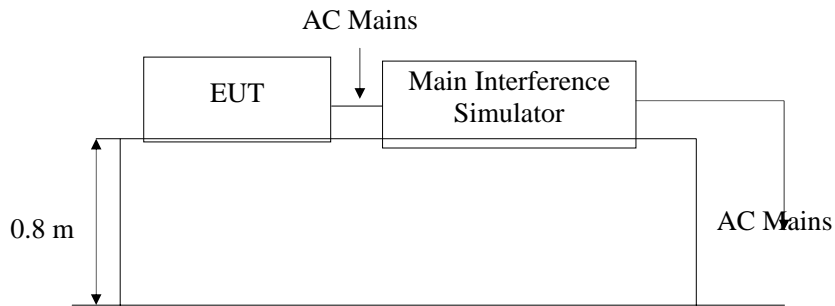 AC Mains
EUT
Main Interference
Simulator
0.8 m
AC Mains